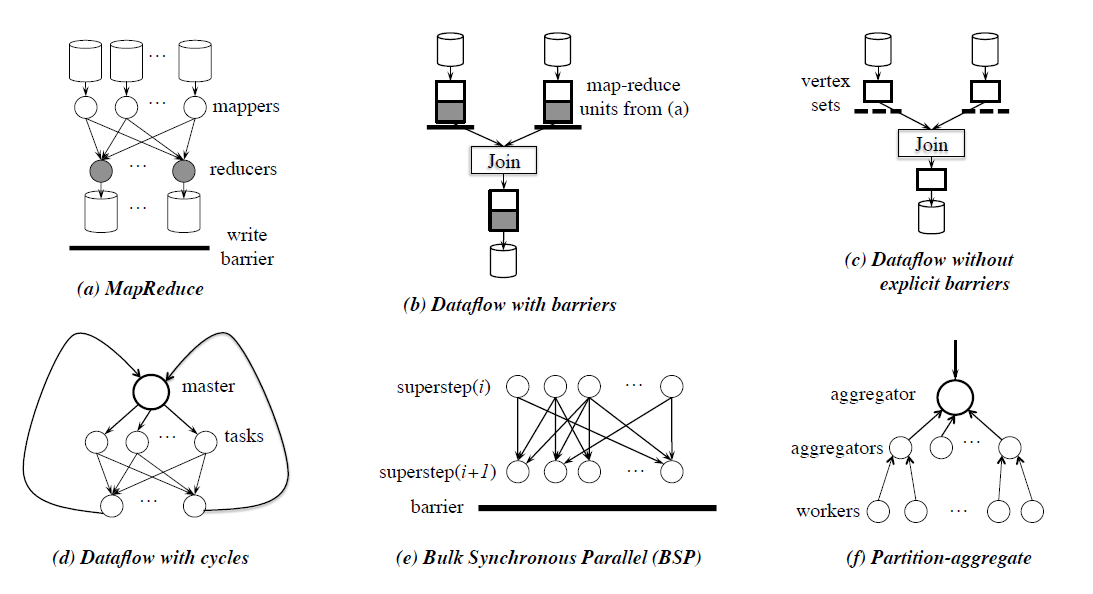 ...
mappers
...
reducers
...
write
barrier
(a) MapReduce
map-reduce
units from (a)
Join
(b) Dataflow with barriers
vertex
sets
Join
(c) Dataflow without
explicit barriers
master
...
tasks
...
(d) Dataflow with cycles
superstep(i)
...
superstep(i+1)
...
barrier
(e) Bulk Synchronous Parallel (BSP)
aggregator
...
aggregators
workers
...
(f) Partition-aggregate